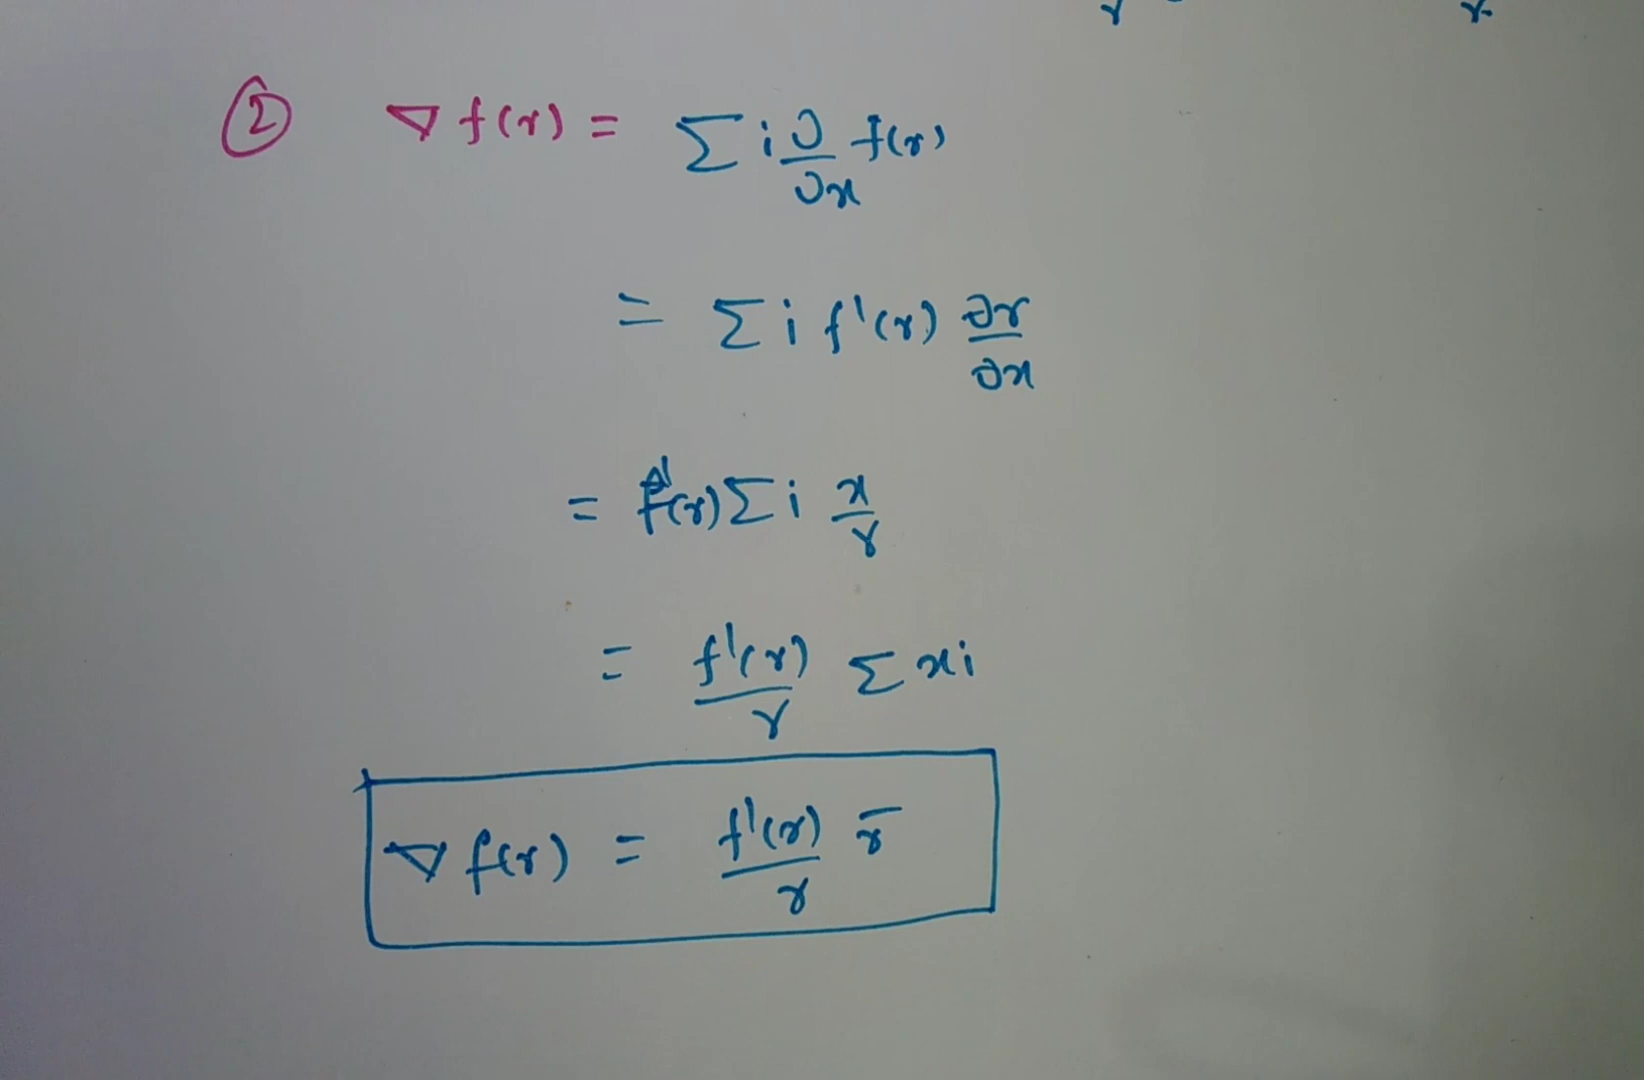 ② ∇ f(r) = Σ i ∂/∂x f(r)
= Σ i f'(r) ∂r/∂x
= f'(r) Σ i x/r
= f'(r)/r Σ xi
∇ f(r) = f'(r)/r r̄